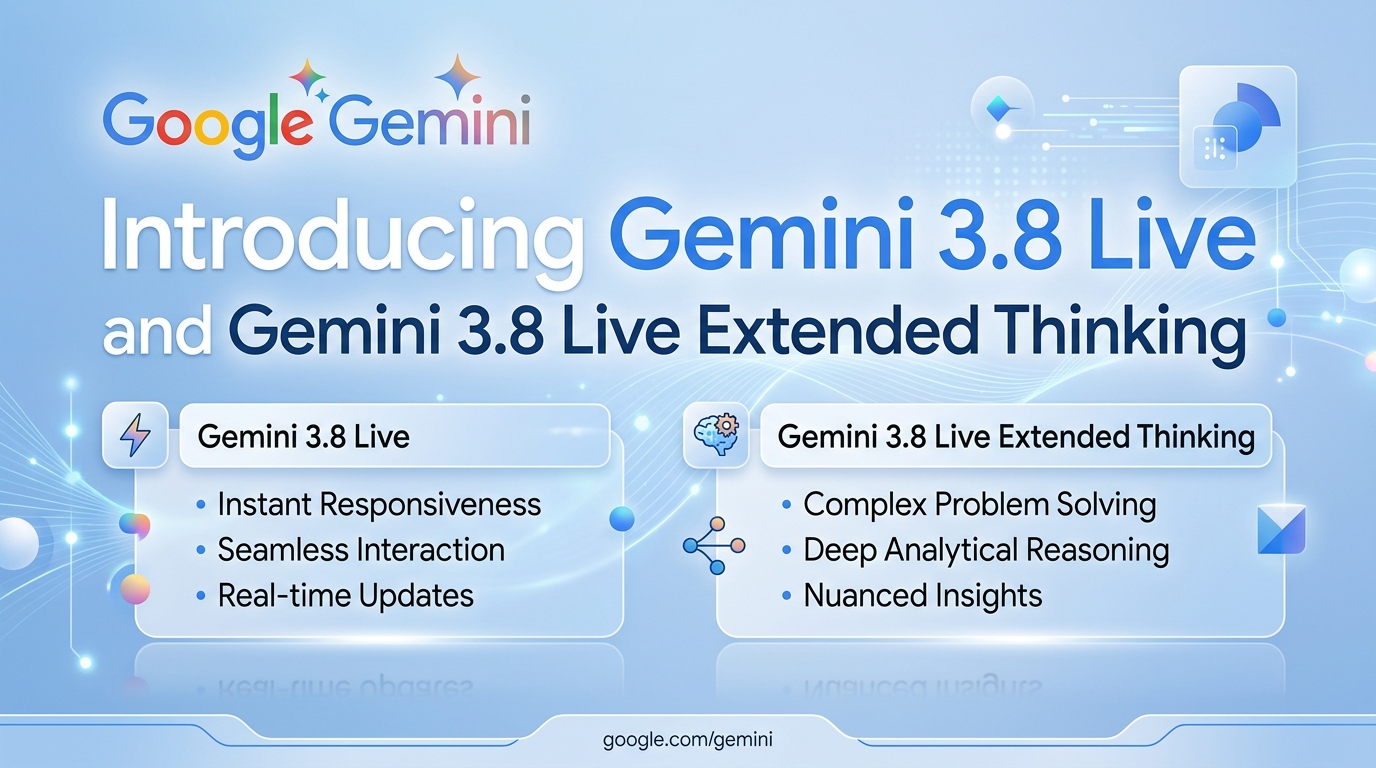 Google Gemini
Introducing Gemini 3.8 Live
and Gemini 3.8 Live Extended Thinking
Gemini 3.8 Live
• Instant Responsiveness
• Seamless Interaction
• Real-time Updates
Gemini 3.8 Live Extended Thinking
• Complex Problem Solving
• Deep Analytical Reasoning
• Nuanced Insights
google.com/gemini